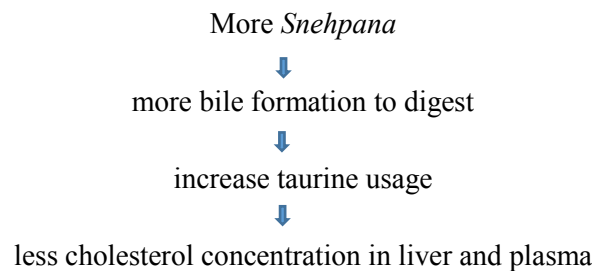 More Snehpana
more bile formation to digest
increase taurine usage
less cholesterol concentration in liver and plasma